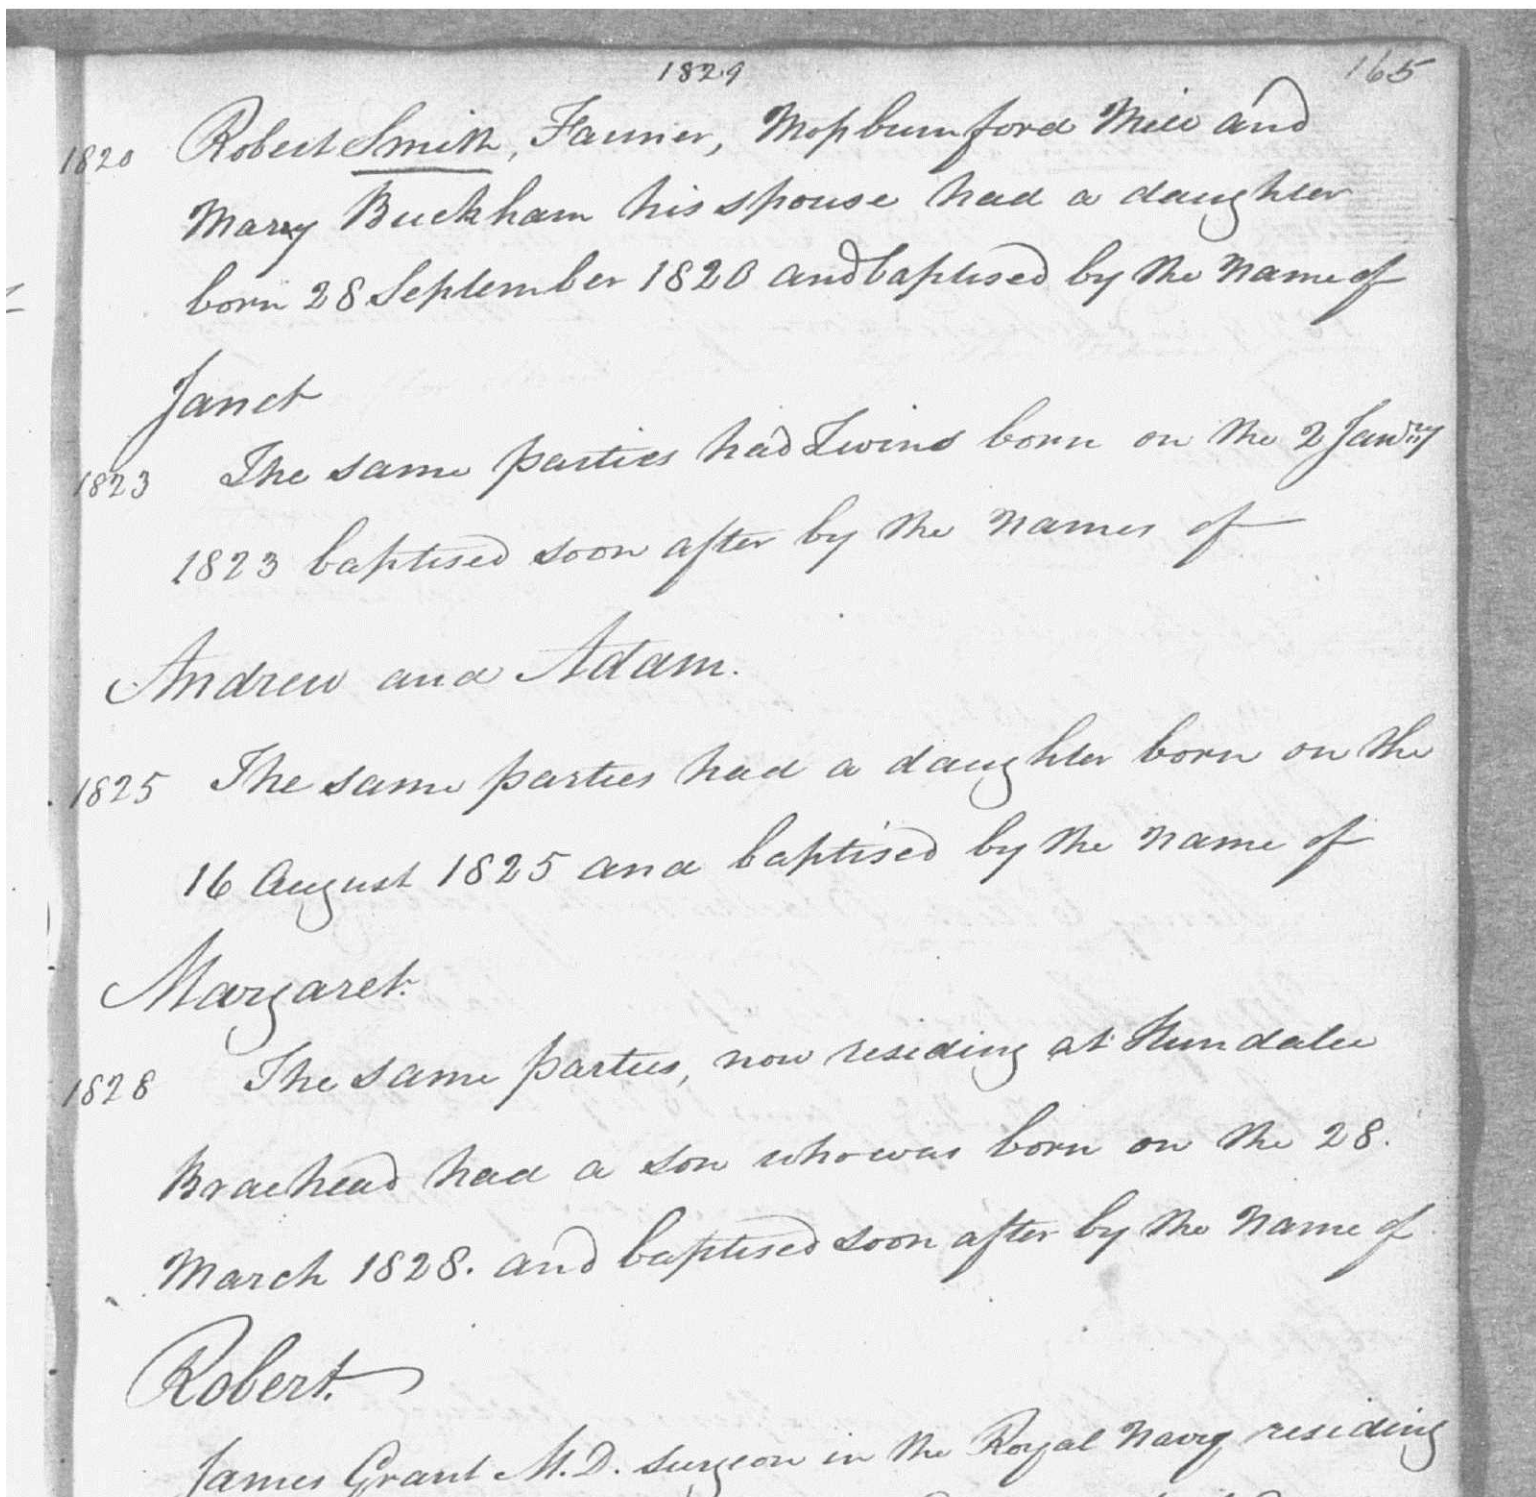 1829
165
1820 Robert Smith, Farmer, Mossburnford Mill and
Mary Buckham his spouse had a daughter
born 28 September 1820 and baptised by the name of
Janet
1823 The same parties had Twins born on the 2 Janry
1823 baptised soon after by the names of
Andrew and Adam.
1825 The same parties had a daughter born on the
16 August 1825 and baptised by the name of
Margaret.
1828 The same parties, now residing at Hundalee
Braehead had a son who was born on the 28.
March 1828. and baptised soon after by the name of
Robert.
James Grant M.D. surgeon in the Royal Navy residing